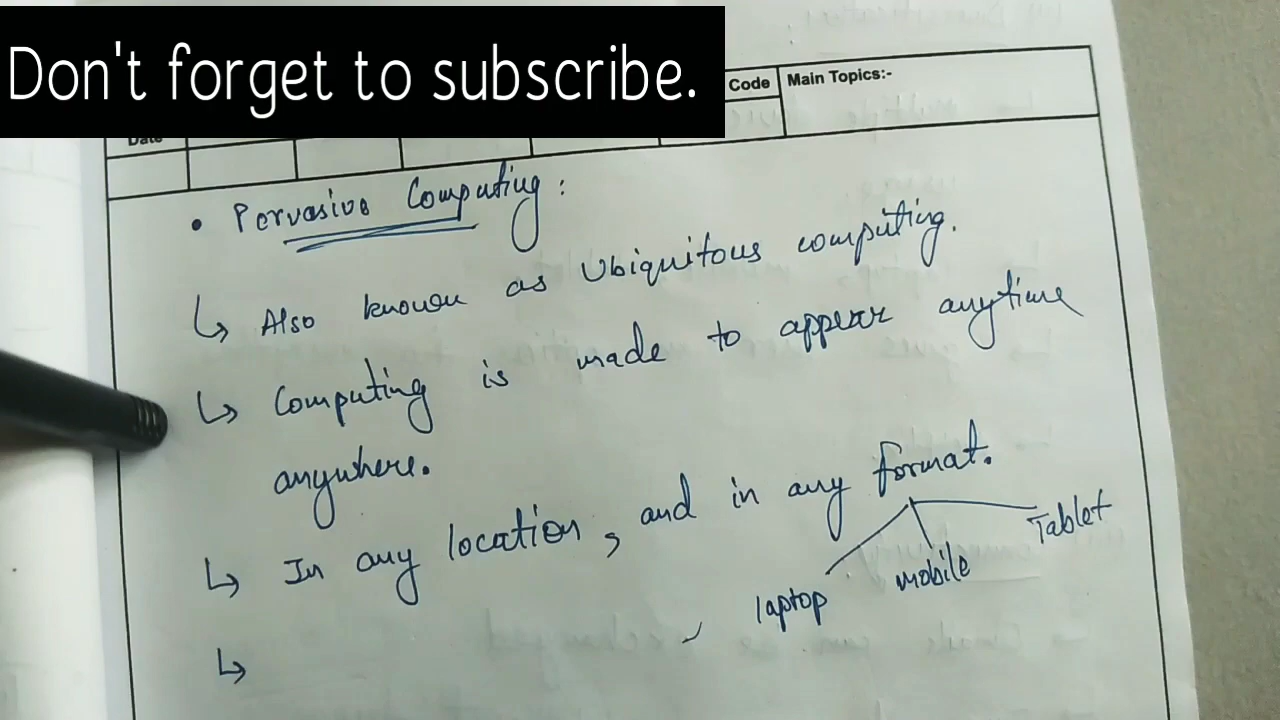 Don't forget to subscribe.
Code
Main Topics:-
Date
• Pervasive Computing :
↳ Also known as Ubiquitous computing.
↳ Computing is made to appear anytime
anywhere.
↳ In any location, and in any format.
laptop mobile Tablet
↳